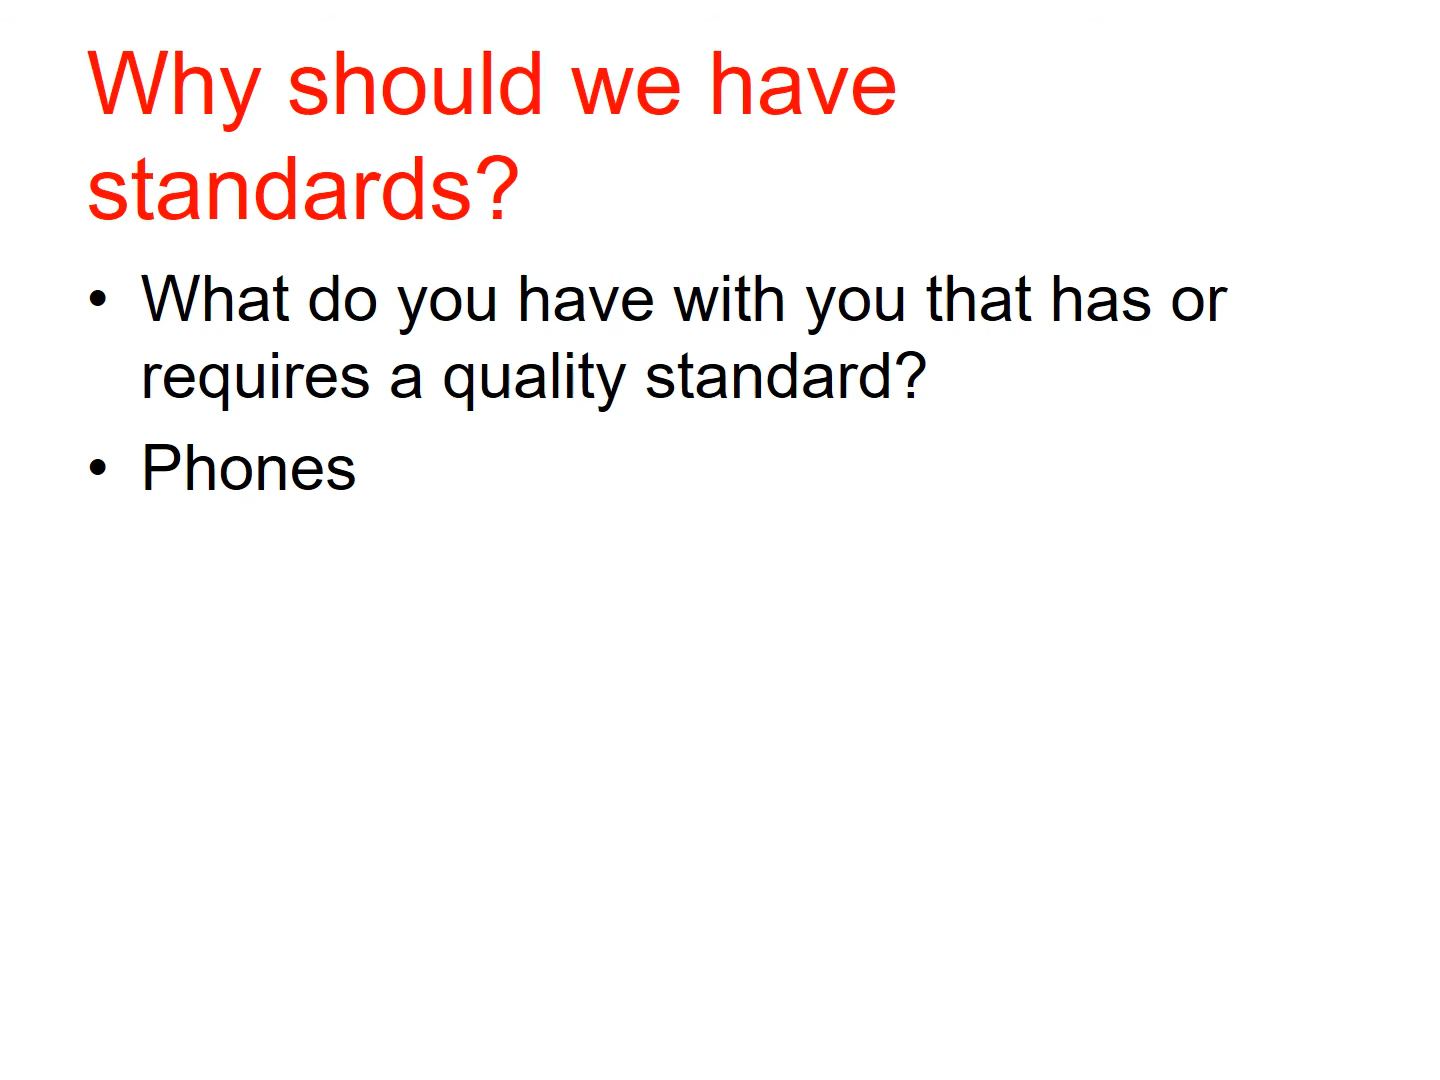 Why should we have
standards?
• What do you have with you that has or
requires a quality standard?
• Phones